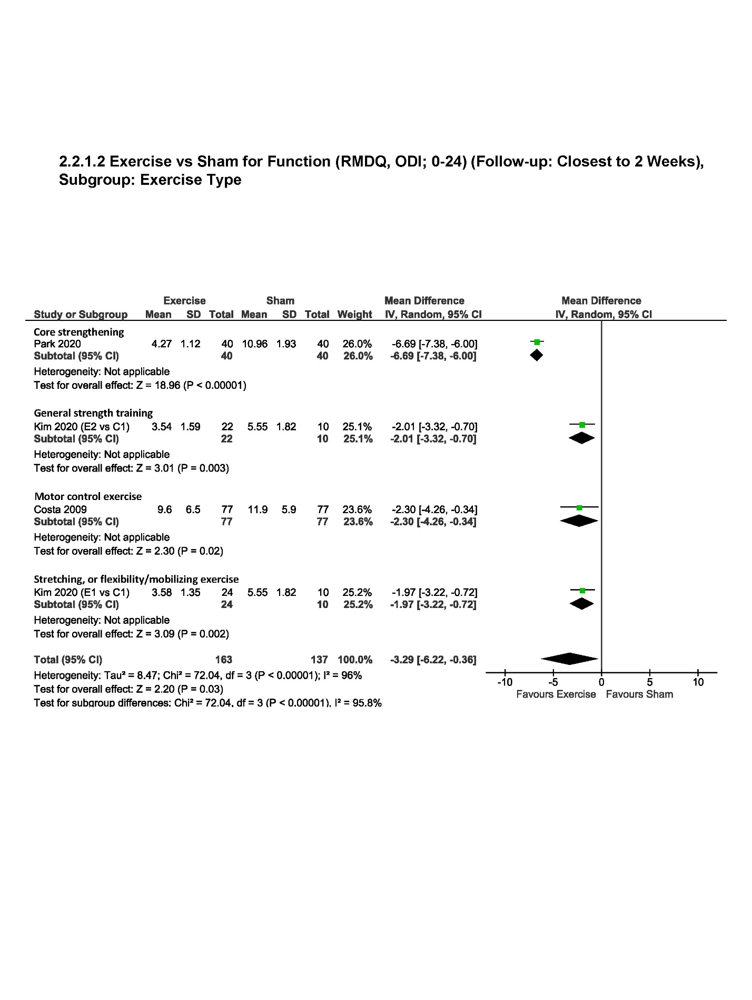 2.2.1.2 Exercise vs Sham for Function (RMDQ, ODI; 0-24) (Follow-up: Closest to 2 Weeks),
Subgroup: Exercise Type
Exercise Sham Mean Difference Mean Difference
Study or Subgroup Mean SD Total Mean SD Total Weight IV, Random, 95% CI IV, Random, 95% CI
Core strengthening
Park 2020 4.27 1.12 40 10.96 1.93 40 26.0% -6.69 [-7.38, -6.00]
Subtotal (95% CI) 40 40 26.0% -6.69 [-7.38, -6.00]
Heterogeneity: Not applicable
Test for overall effect: Z = 18.96 (P < 0.00001)
General strength training
Kim 2020 (E2 vs C1) 3.54 1.59 22 5.55 1.82 10 25.1% -2.01 [-3.32, -0.70]
Subtotal (95% CI) 22 10 25.1% -2.01 [-3.32, -0.70]
Heterogeneity: Not applicable
Test for overall effect: Z = 3.01 (P = 0.003)
Motor control exercise
Costa 2009 9.6 6.5 77 11.9 5.9 77 23.6% -2.30 [-4.26, -0.34]
Subtotal (95% CI) 77 77 23.6% -2.30 [-4.26, -0.34]
Heterogeneity: Not applicable
Test for overall effect: Z = 2.30 (P = 0.02)
Stretching, or flexibility/mobilizing exercise
Kim 2020 (E1 vs C1) 3.58 1.35 24 5.55 1.82 10 25.2% -1.97 [-3.22, -0.72]
Subtotal (95% CI) 24 10 25.2% -1.97 [-3.22, -0.72]
Heterogeneity: Not applicable
Test for overall effect: Z = 3.09 (P = 0.002)
Total (95% CI) 163 137 100.0% -3.29 [-6.22, -0.36]
Heterogeneity: Tau² = 8.47; Chi² = 72.04, df = 3 (P < 0.00001); I² = 96%
-10 -5 0 5 10
Test for overall effect: Z = 2.20 (P = 0.03)
Favours Exercise Favours Sham
Test for subgroup differences: Chi² = 72.04, df = 3 (P < 0.00001), I² = 95.8%